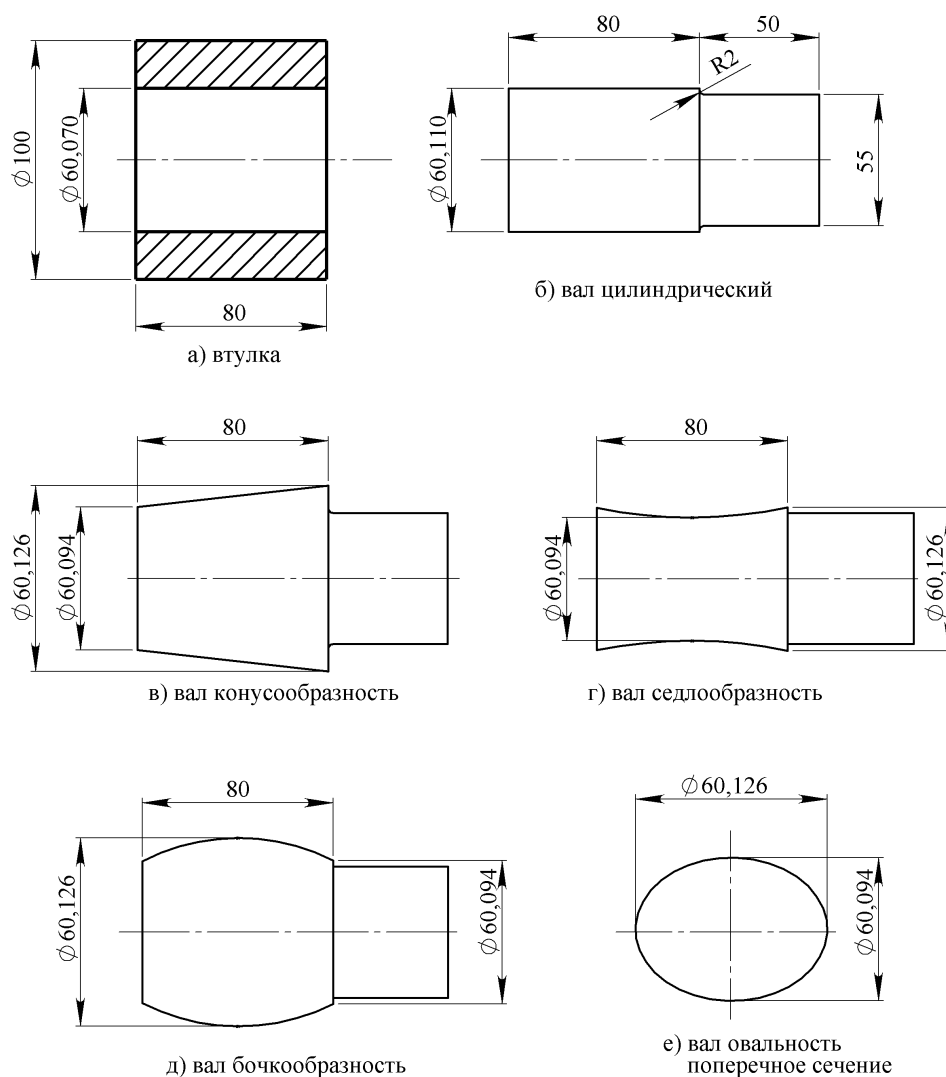 80
50
R2
∅100
∅60,070
∅60,110
55
80
а) втулка
б) вал цилиндрический
80
80
∅60,126
∅60,094
∅60,094
∅60,126
в) вал конусообразность
г) вал седлообразность
80
∅60,126
∅60,126
∅60,094
∅60,094
д) вал бочкообразность
е) вал овальность
поперечное сечение